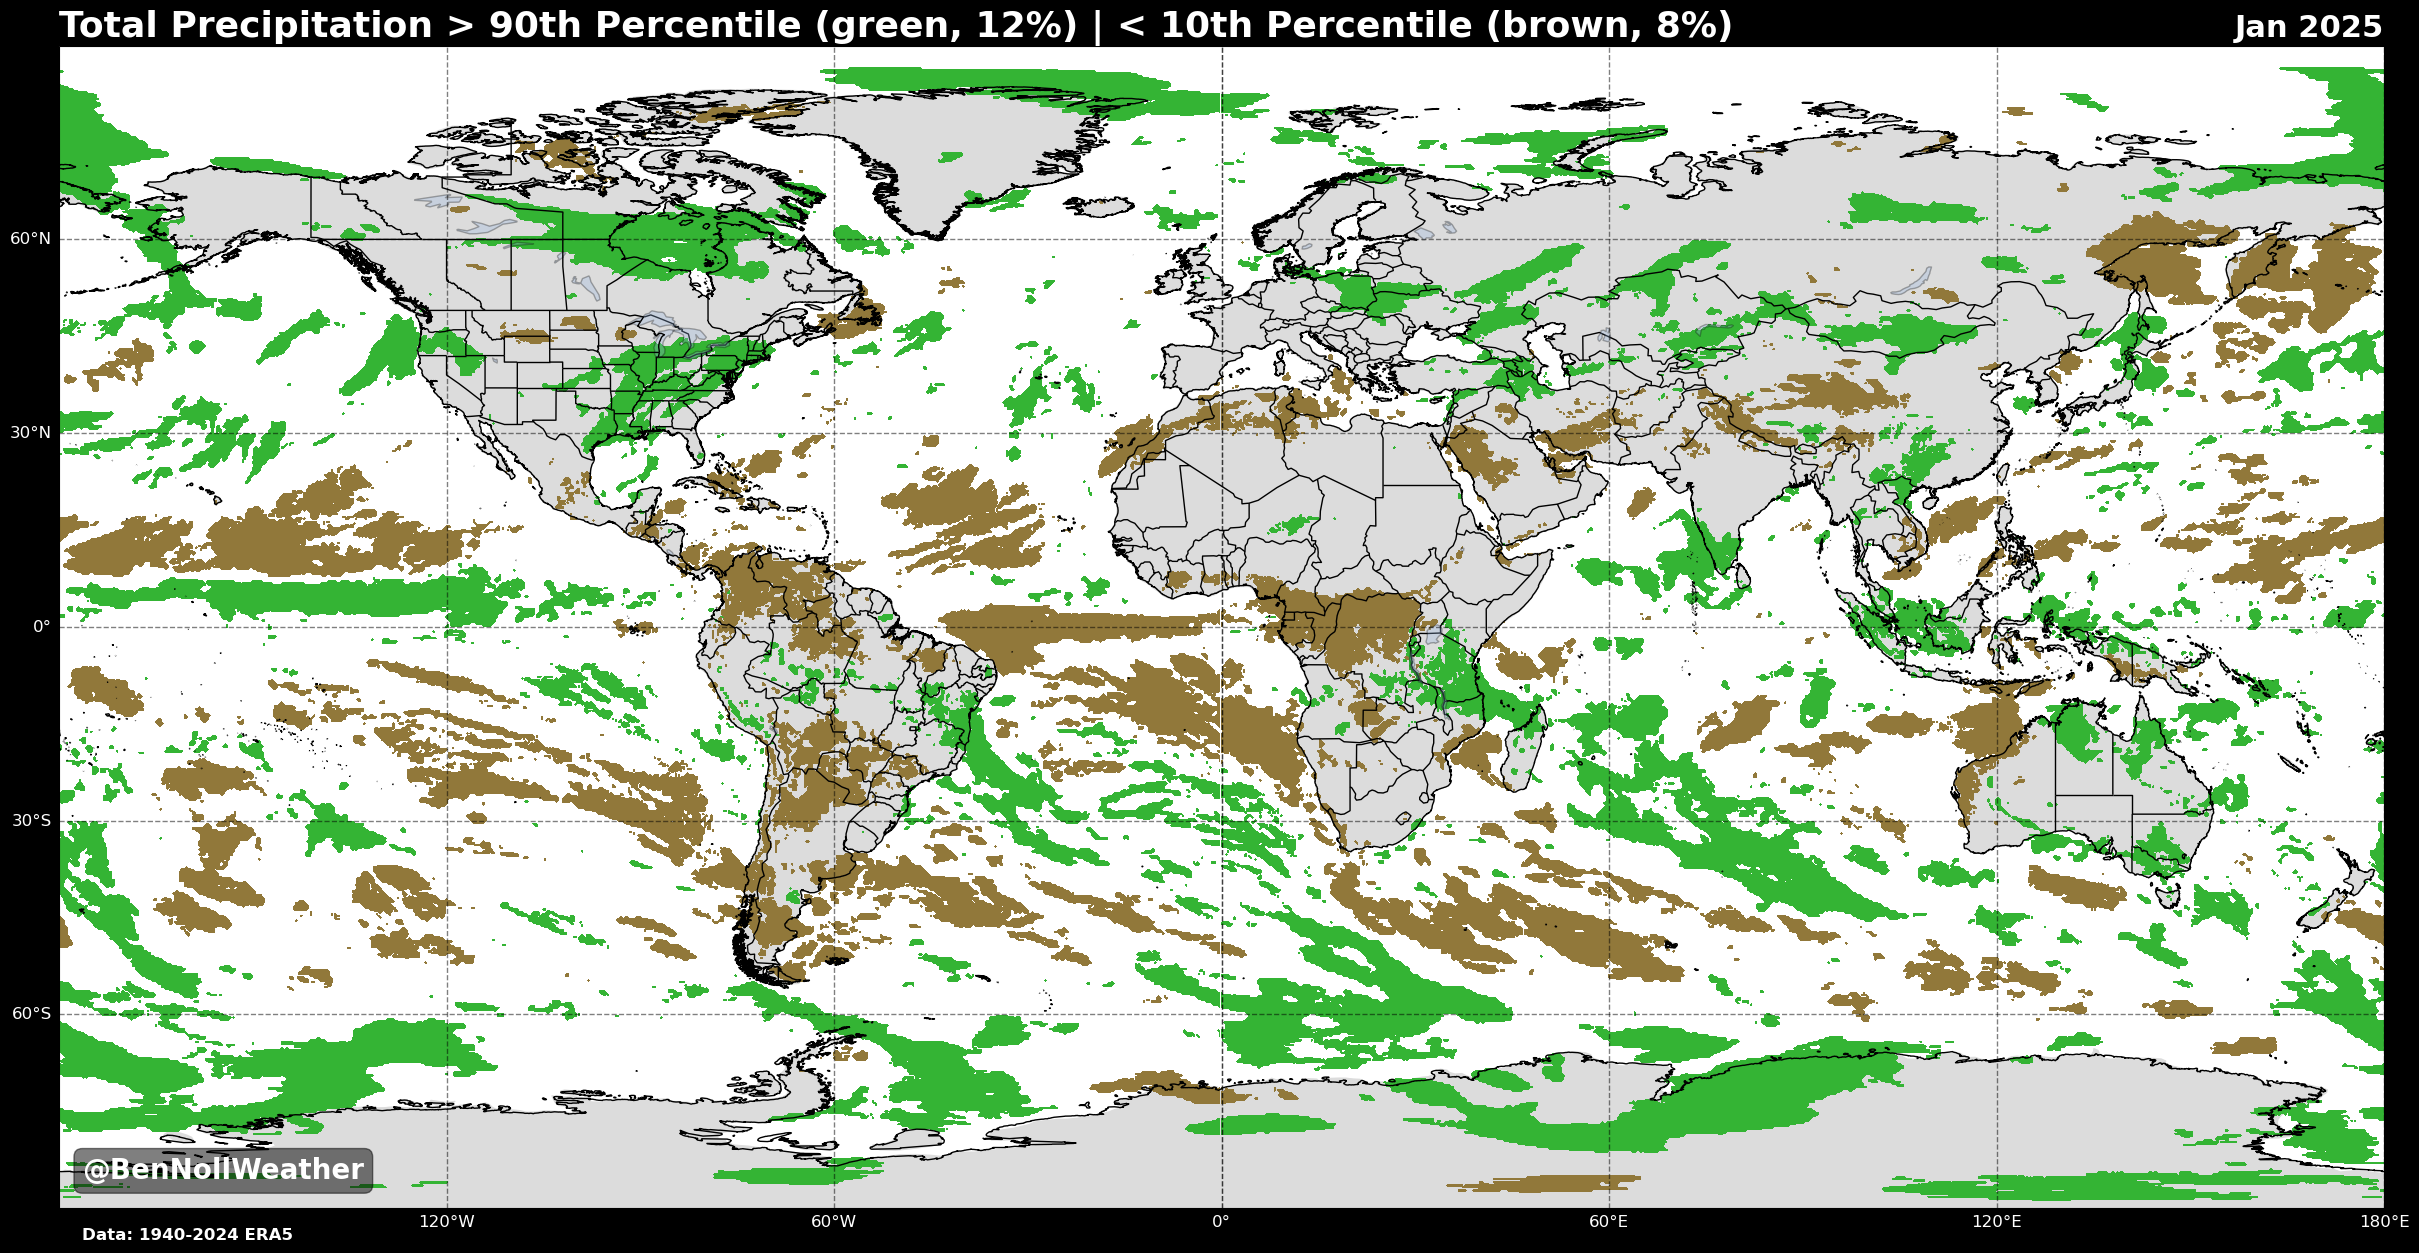 Total Precipitation > 90th Percentile (green, 12%) | < 10th Percentile (brown, 8%)
Jan 2025
60°N
30°N
0°
30°S
60°S
@BenNollWeather
120°W
60°W
0°
60°E
120°E
180°E
Data: 1940-2024 ERA5